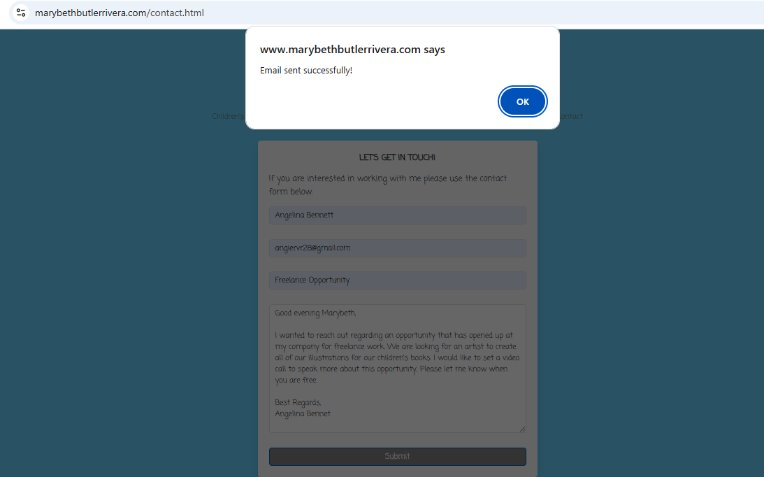 marybethbutlerrivera.com/contact.html
www.marybethbutlerrivera.com says
Email sent successfully!
OK
LET'S GET IN TOUCH!
If you are interested in working with me please use the contact
form below.
Angelina Bennett
angiervr28@gmail.com
Freelance Opportunity
Good evening Marybeth,
I wanted to reach out regarding an opportunity that has opened up at
my company for freelance work. We are looking for an artist to create
all of our illustrations for our children's books. I would like to set a video
call to speak more about this opportunity. Please let me know when
you are free.
Best Regards,
Angelina Bennet
Submit